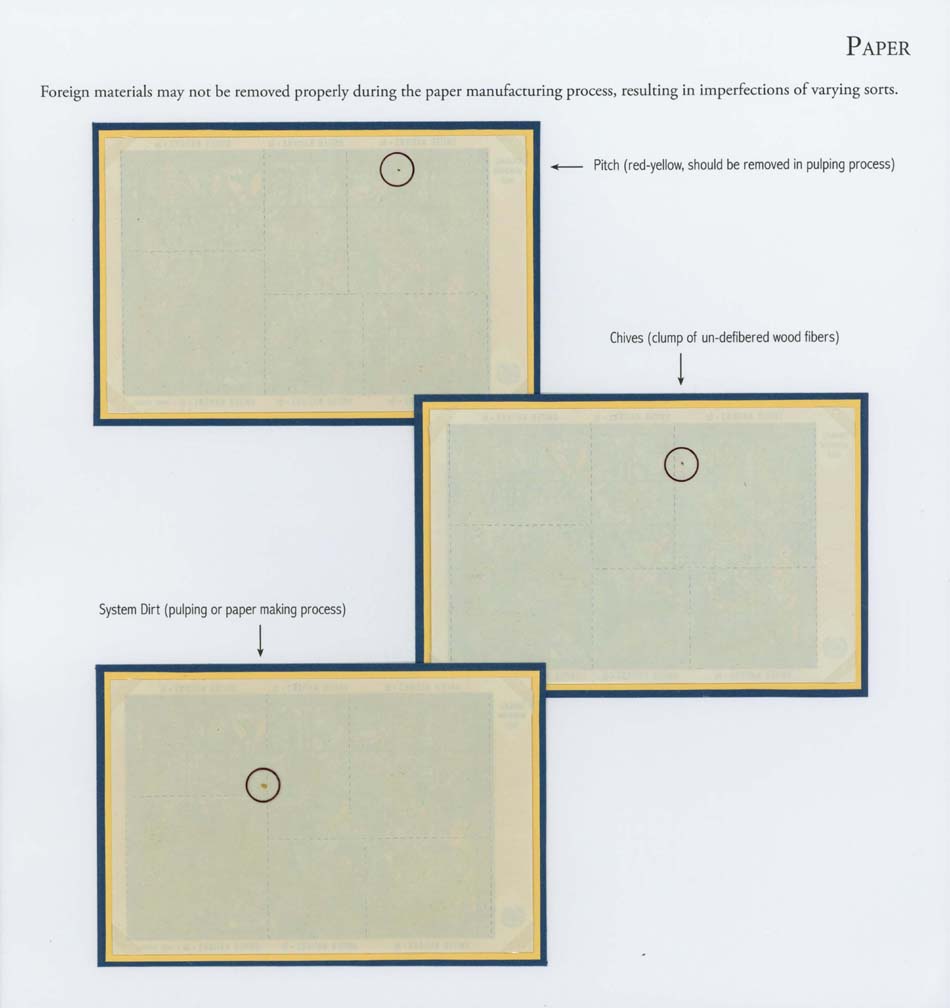 PAPER
Foreign materials may not be removed properly during the paper manufacturing process, resulting in imperfections of varying sorts.
Pitch (red-yellow, should be removed in pulping process)
Chives (clump of un-defibered wood fibers)
System Dirt (pulping or paper making process)